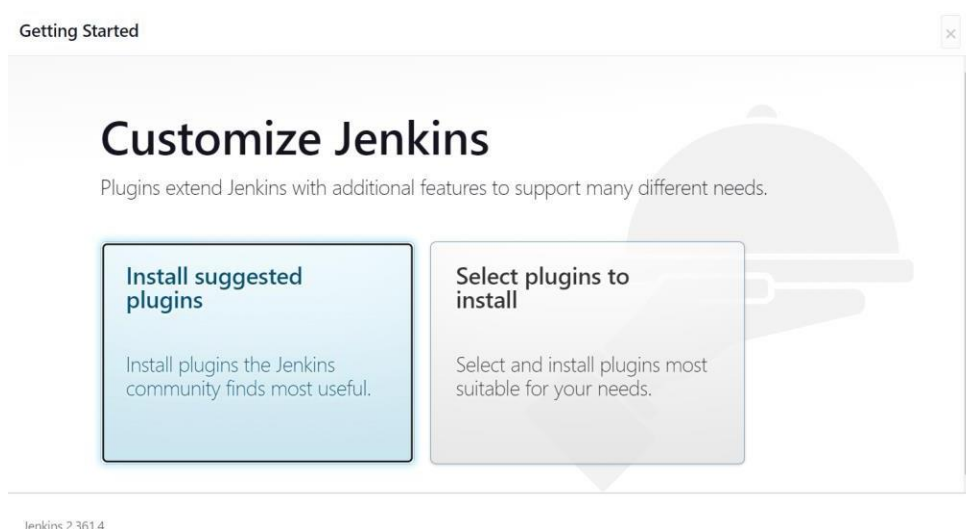 Getting Started
×
Customize Jenkins
Plugins extend Jenkins with additional features to support many different needs.
Install suggested
plugins
Install plugins the Jenkins
community finds most useful.
Select plugins to
install
Select and install plugins most
suitable for your needs.
Jenkins 2.361.4